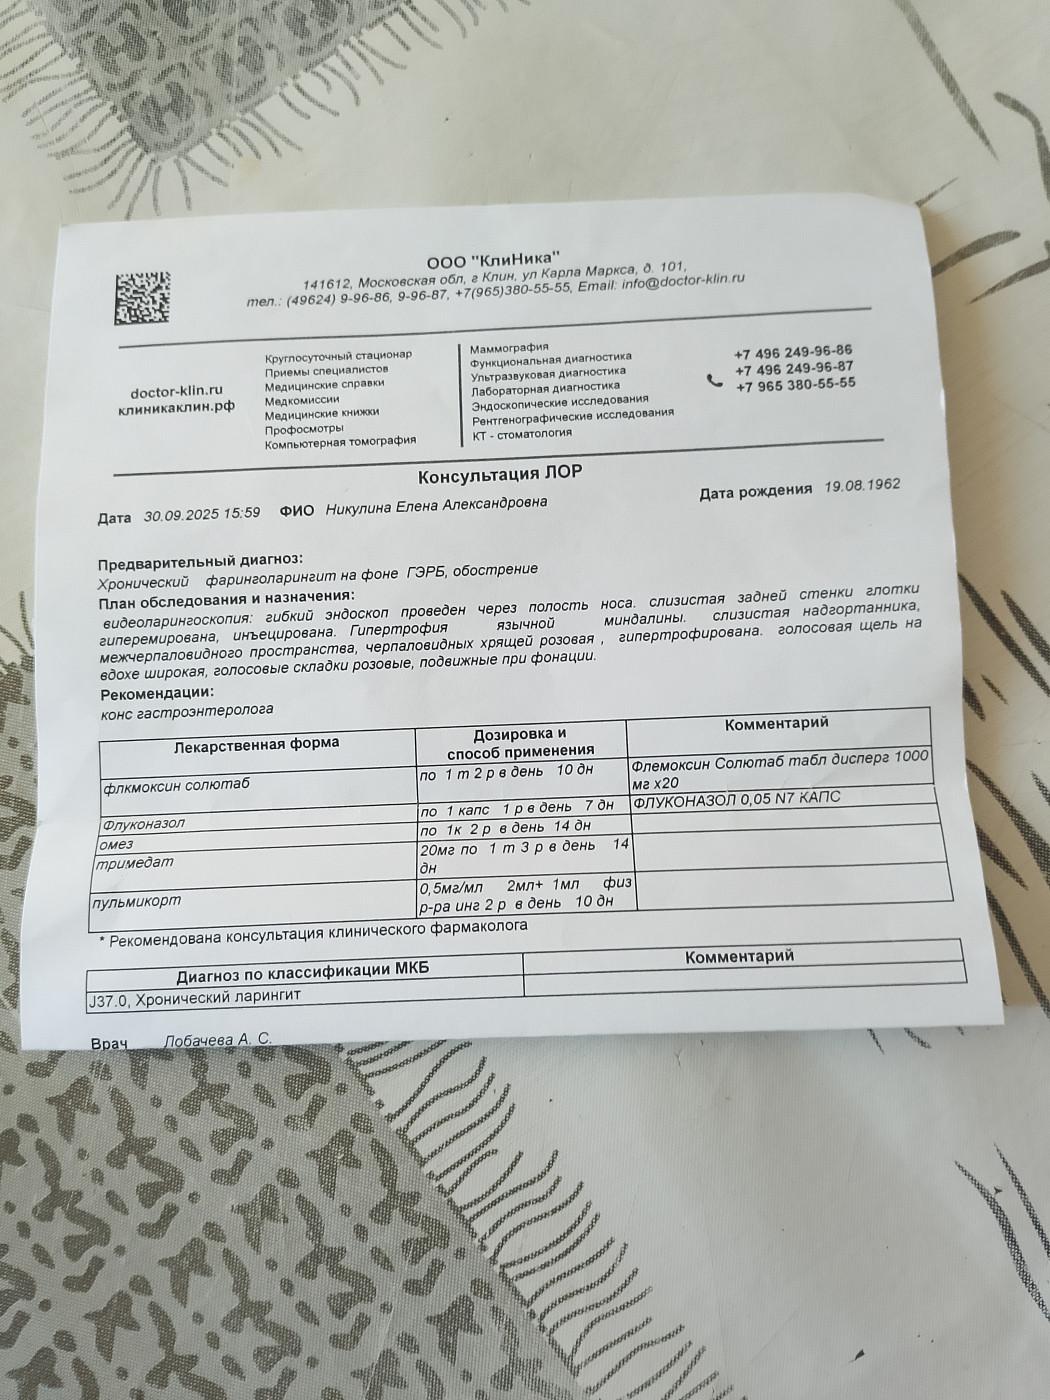 ООО "КлиНика"
141612, Московская обл, г Клин, ул Карла Маркса, д. 101,
тел.: (49624) 9-96-86, 9-96-87, +7(965)380-55-55, Email: info@doctor-klin.ru
doctor-klin.ru
клиникаклин.рф
Круглосуточный стационар
Приемы специалистов
Медицинские справки
Медкомиссии
Медицинские книжки
Профосмотры
Компьютерная томография
Маммография
Функциональная диагностика
Ультразвуковая диагностика
Лабораторная диагностика
Эндоскопические исследования
Рентгенографические исследования
КТ - стоматология
+7 496 249-96-86
+7 496 249-96-87
+7 965 380-55-55
Консультация ЛОР
Дата 30.09.2025 15:59 ФИО Никулина Елена Александровна Дата рождения 19.08.1962
Предварительный диагноз:
Хронический фаринголарингит на фоне ГЭРБ, обострение
План обследования и назначения:
видеоларингоскопия: гибкий эндоскоп проведен через полость носа. слизистая задней стенки глотки
гиперемирована, инъецирована. Гипертрофия язычной миндалины. слизистая надгортанника,
межчерпаловидного пространства, черпаловидных хрящей розовая , гипертрофирована. голосовая щель на
вдохе широкая, голосовые складки розовые, подвижные при фонации.
Рекомендации:
конс гастроэнтеролога
Лекарственная форма Дозировка и способ применения Комментарий
флкмоксин солютаб по 1 т 2 р в день 10 дн Флемоксин Солютаб табл дисперг 1000
мг x20
Флуконазол по 1 капс 1 р в день 7 дн ФЛУКОНАЗОЛ 0,05 N7 КАПС
омез по 1к 2 р в день 14 дн
тримедат 20мг по 1 т 3 р в день 14
дн
пульмикорт 0,5мг/мл 2мл+ 1мл физ
р-ра инг 2 р в день 10 дн
* Рекомендована консультация клинического фармаколога
Диагноз по классификации МКБ Комментарий
J37.0, Хронический ларингит
Врач Лобачева А. С.